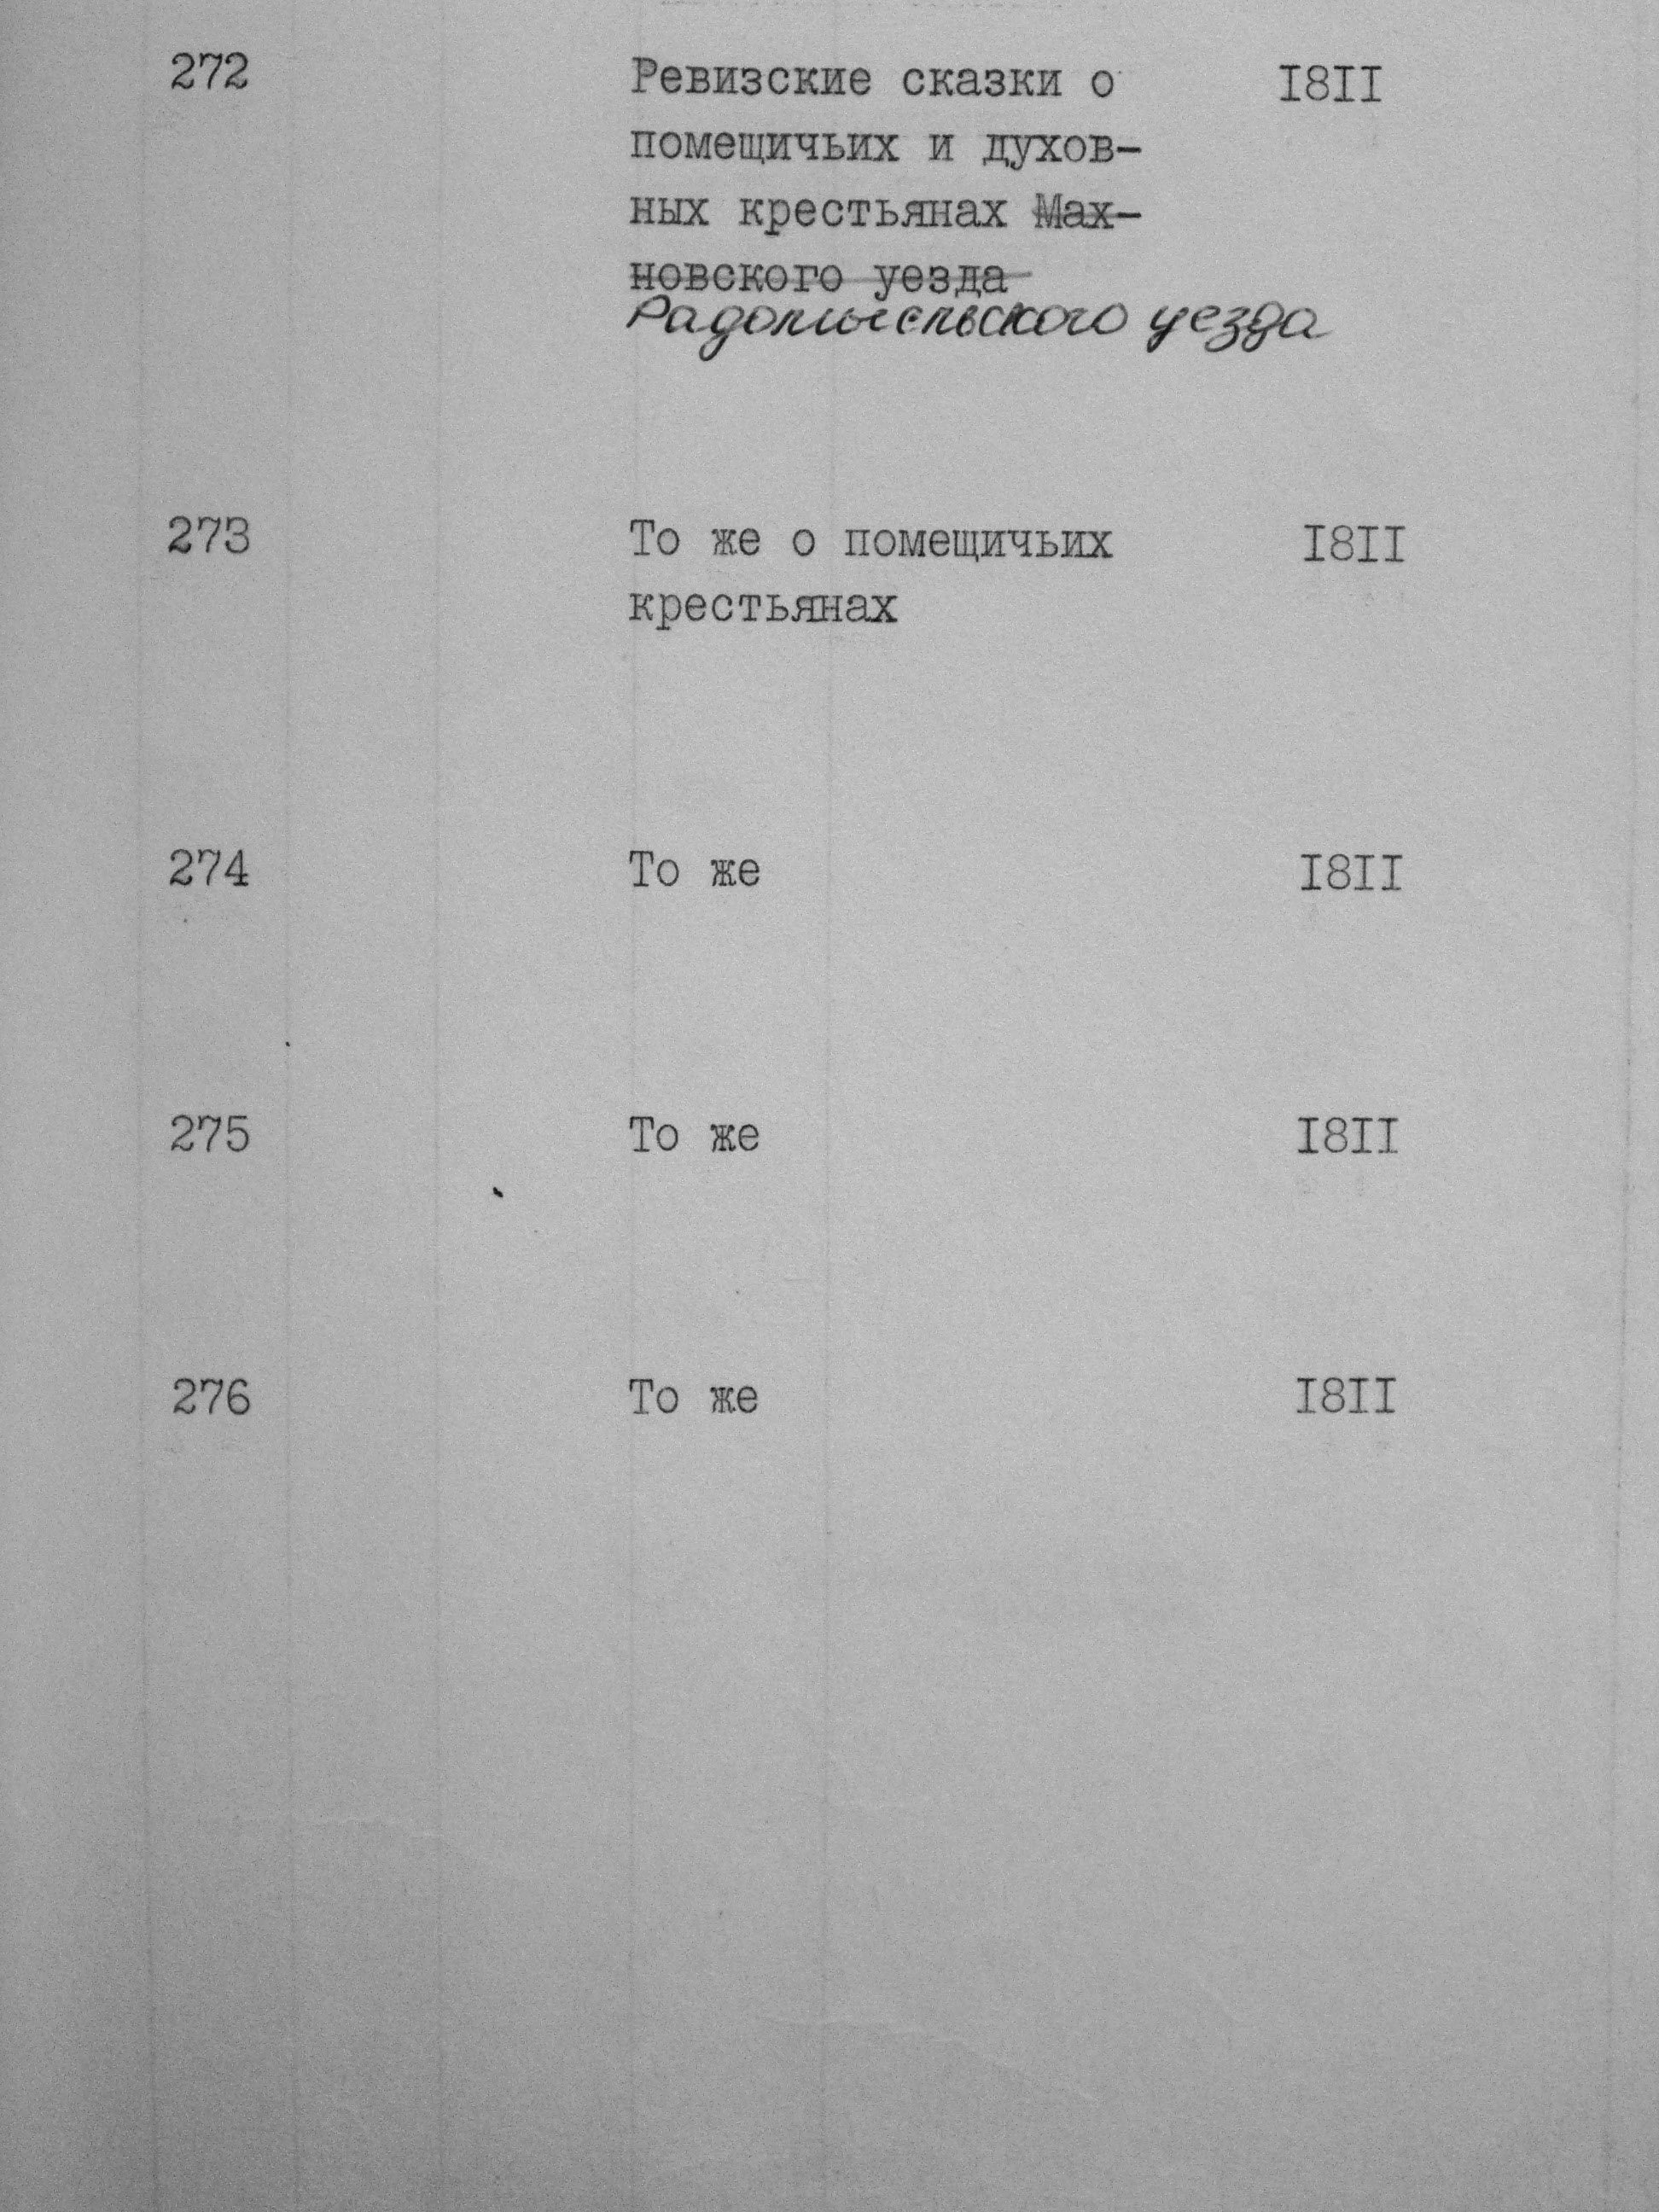 272 Ревизские сказки о I8II
помещичьих и духов-
ных крестьянах Мах-
новского уезда
Радомысльского уезда
273 То же о помещичьих I8II
крестьянах
274 То же I8II
275 То же I8II
276 То же I8II